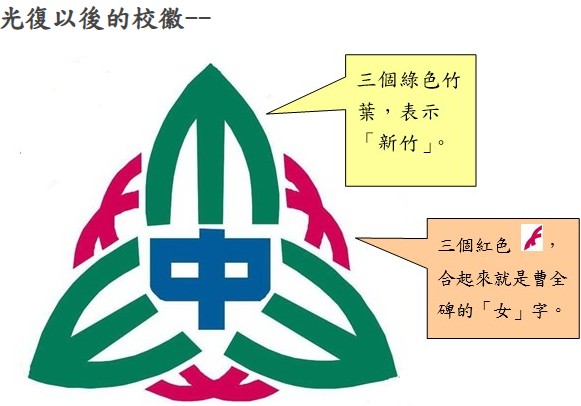 光復以後的校徽--
三個綠色竹
葉，表示
「新竹」。
中
三個紅色 ，
合起來就是曹全
碑的「女」字。